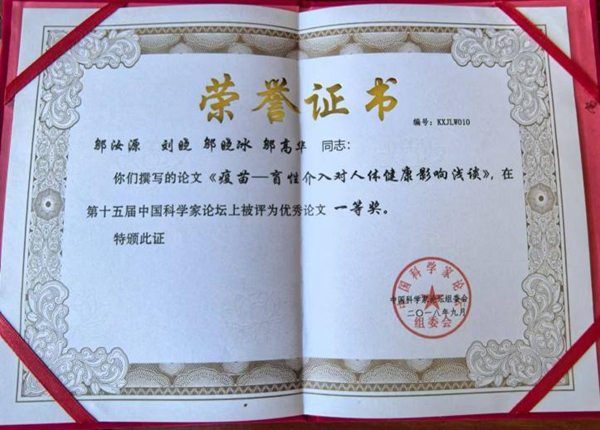 荣誉证书
编号：KXJLW010
邬汝源 刘晓 邬晓冰 邬高华 同志：
你们撰写的论文《疫苗—盲性介入对人体健康影响浅谈》，在
第十五届中国科学家论坛上被评为优秀论文 一等奖。
特颁此证
中国科学家论坛组委会
二〇一八年九月
中国科学家论坛
组委会